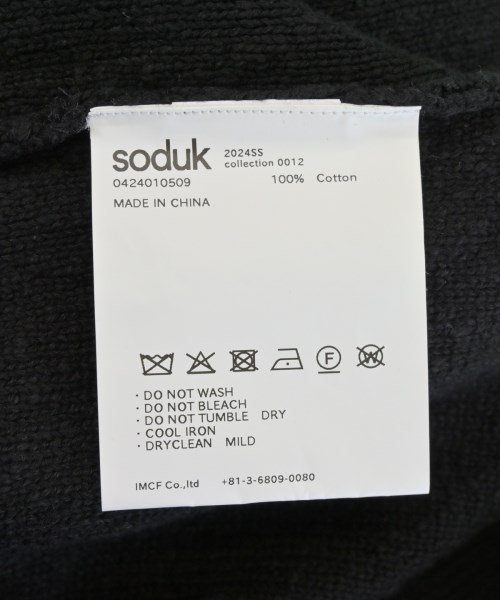 soduk 2024SS
collection 0012
0424010509 100% Cotton
MADE IN CHINA
F W
· DO NOT WASH
· DO NOT BLEACH
· DO NOT TUMBLE DRY
· COOL IRON
· DRYCLEAN MILD
IMCF Co.,ltd +81-3-6809-0080